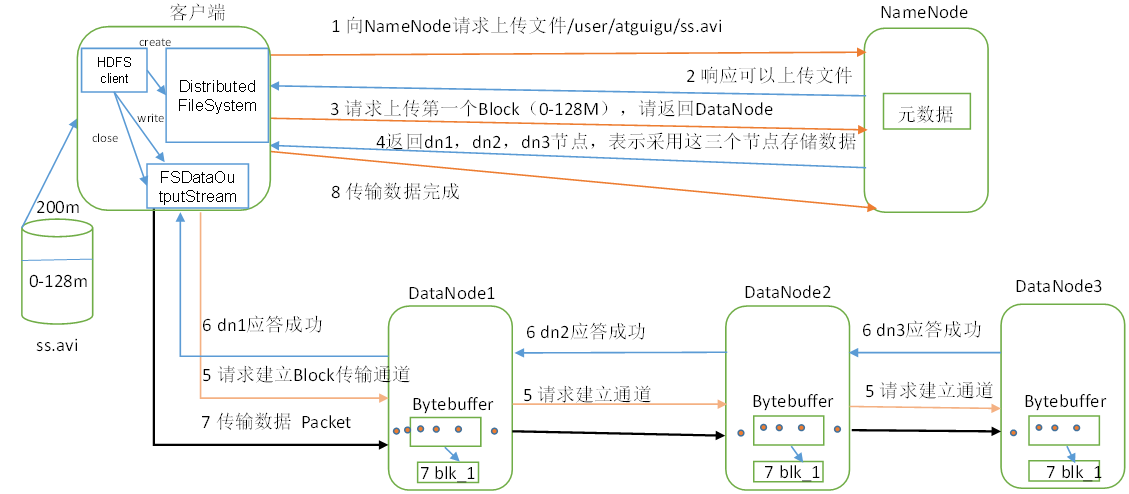 客户端
NameNode
1 向NameNode请求上传文件/user/atguigu/ss.avi
create
HDFS
client
Distributed
FileSystem
2 响应可以上传文件
3 请求上传第一个Block（0-128M），请返回DataNode
元数据
write
close
4返回dn1，dn2，dn3节点，表示采用这三个节点存储数据
FSDataOu
tputStream
8 传输数据完成
200m
0-128m
ss.avi
DataNode1
DataNode2
DataNode3
6 dn1应答成功
6 dn2应答成功
6 dn3应答成功
5 请求建立Block传输通道
5 请求建立通道
5 请求建立通道
Bytebuffer
Bytebuffer
Bytebuffer
7 传输数据 Packet
7 blk_1
7 blk_1
7 blk_1